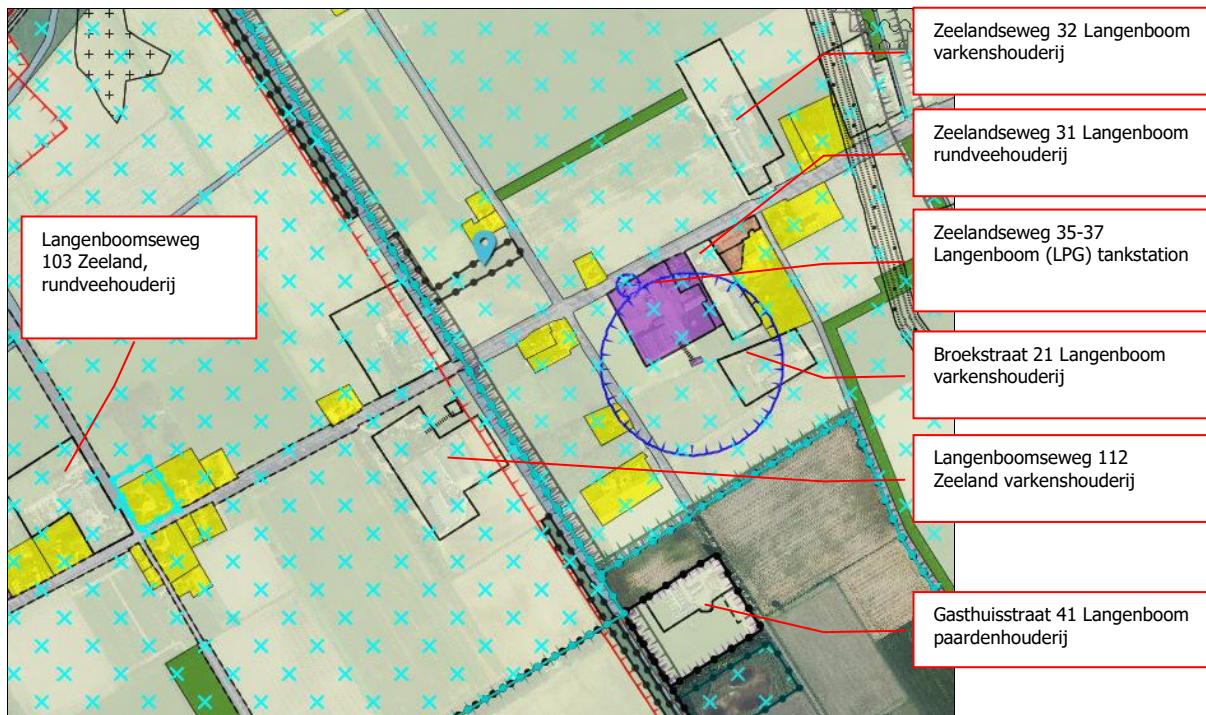 Zeelandseweg 32 Langenboom
varkenshouderij
Zeelandseweg 31 Langenboom
rundveehouderij
Zeelandseweg 35-37
Langenboom (LPG) tankstation
Langenboomseweg
103 Zeeland,
rundveehouderij
Broekstraat 21 Langenboom
varkenshouderij
Langenboomseweg 112
Zeeland varkenshouderij
Gasthuisstraat 41 Langenboom
paardenhouderij